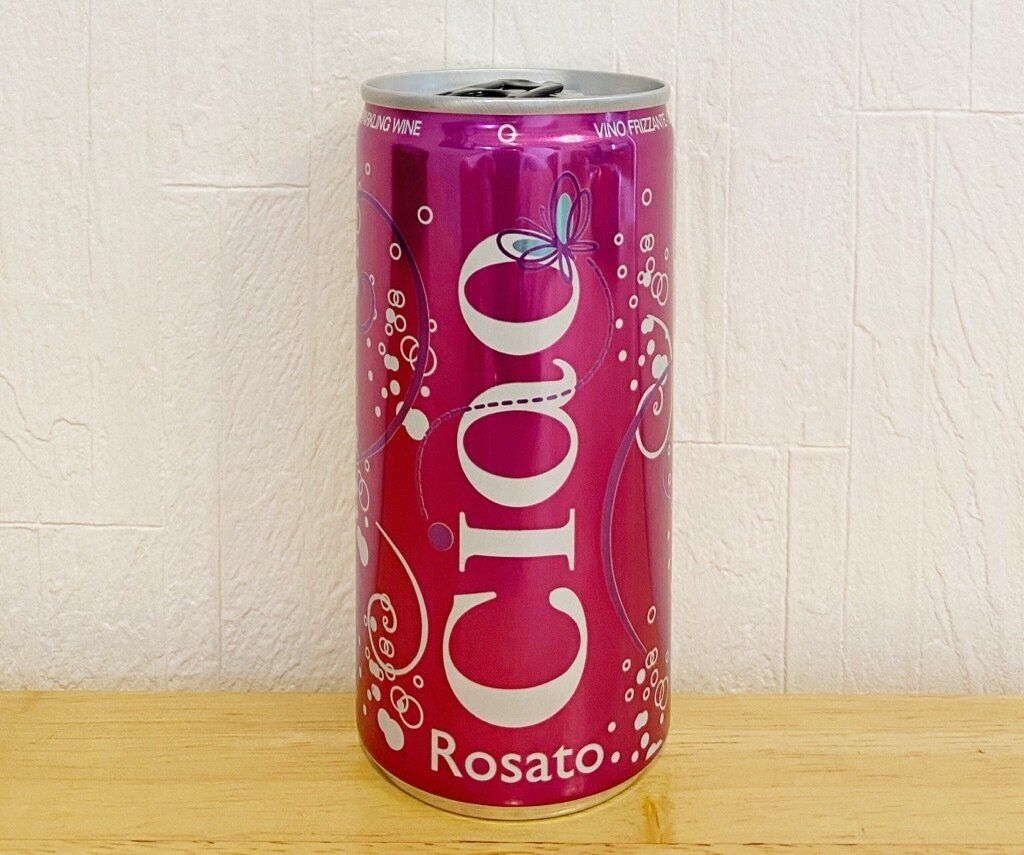 WINE
VINO FRIZZANTE
Ciao
Rosato